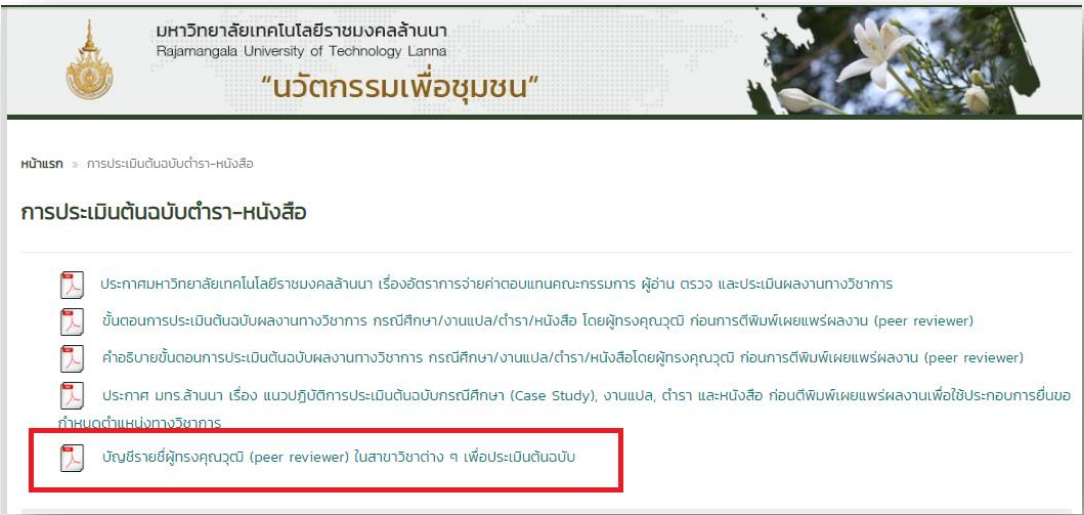 มหาวิทยาลัยเทคโนโลยีราชมงคลล้านนา
Rajamangala University of Technology Lanna
“นวัตกรรมเพื่อชุมชน”
หน้าแรก » การประเมินต้นฉบับตำรา-หนังสือ
การประเมินต้นฉบับตำรา-หนังสือ
ประกาศมหาวิทยาลัยเทคโนโลยีราชมงคลล้านนา เรื่องอัตราการจ่ายค่าตอบแทนคณะกรรมการ ผู้อ่าน ตรวจ และประเมินผลงานทางวิชาการ
ขั้นตอนการประเมินต้นฉบับผลงานทางวิชาการ กรณีศึกษา/งานแปล/ตำรา/หนังสือ โดยผู้ทรงคุณวุฒิ ก่อนการตีพิมพ์เผยแพร่ผลงาน (peer reviewer)
คำอธิบายขั้นตอนการประเมินต้นฉบับผลงานทางวิชาการ กรณีศึกษา/งานแปล/ตำรา/หนังสือโดยผู้ทรงคุณวุฒิ ก่อนการตีพิมพ์เผยแพร่ผลงาน (peer reviewer)
ประกาศ มทร.ล้านนา เรื่อง แนวปฏิบัติการประเมินต้นฉบับกรณีศึกษา (Case Study), งานแปล, ตำรา และหนังสือ ก่อนตีพิมพ์เผยแพร่ผลงานเพื่อใช้ประกอบการยื่นขอ
กำหนดตำแหน่งทางวิชาการ
บัญชีรายชื่อผู้ทรงคุณวุฒิ (peer reviewer) ในสาขาวิชาต่าง ๆ เพื่อประเมินต้นฉบับ